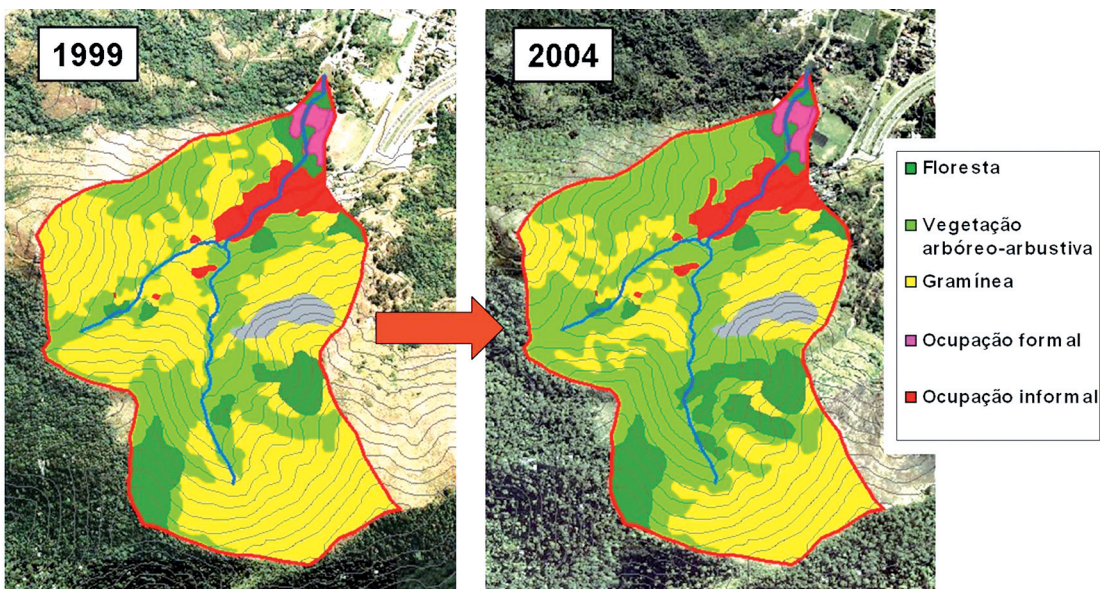 1999
2004
Floresta
Vegetação
arbóreo-arbustiva
Gramínea
Ocupação formal
Ocupação informal